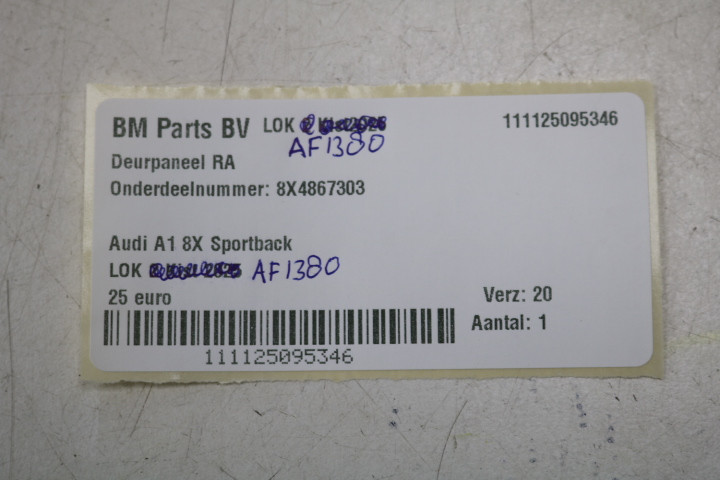 BM Parts BV LOK 111125095346
AF1380
Deurpaneel RA
Onderdeelnummer: 8X4867303
Audi A1 8X Sportback
LOK AF1380
25 euro Verz: 20
Aantal: 1
111125095346